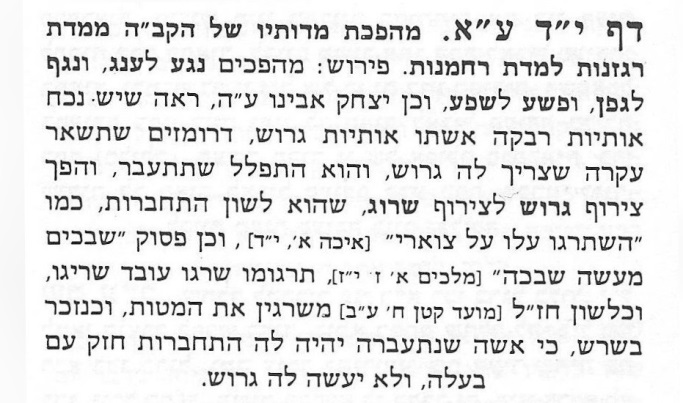 דף י״ד ע״א. מהפכת מדותיו של הקב״ה ממדת
רגזנות למדת רחמנות. פירוש: מהפכים נגע לענג, ונגף
לגפן, ופשע לשפע, וכן יצחק אבינו ע״ה, ראה שיש נכח
אותיות רבקה אשתו אותיות גרוש, דרומזים שתשאר
עקרה שצריך לה גרוש, והוא התפלל שתתעבר, והפך
צירוף גרוש לצירוף שרוג, שהוא לשון התחברות, כמו
״השתרגו עלו על צוארי״ [איכה א׳, י״ד], וכן פסוק ״שבכים
מעשה שבכה״ [מלכים א׳ ז׳ י״ז], תרגומו שרגו עובד שריגו,
וכלשון חז״ל [מועד קטן ח׳ ע״ב] משרגין את המטות, וכנזכר
בשרש, כי אשה שנתעברה יהיה לה התחברות חזק עם
בעלה, ולא יעשה לה גרוש.